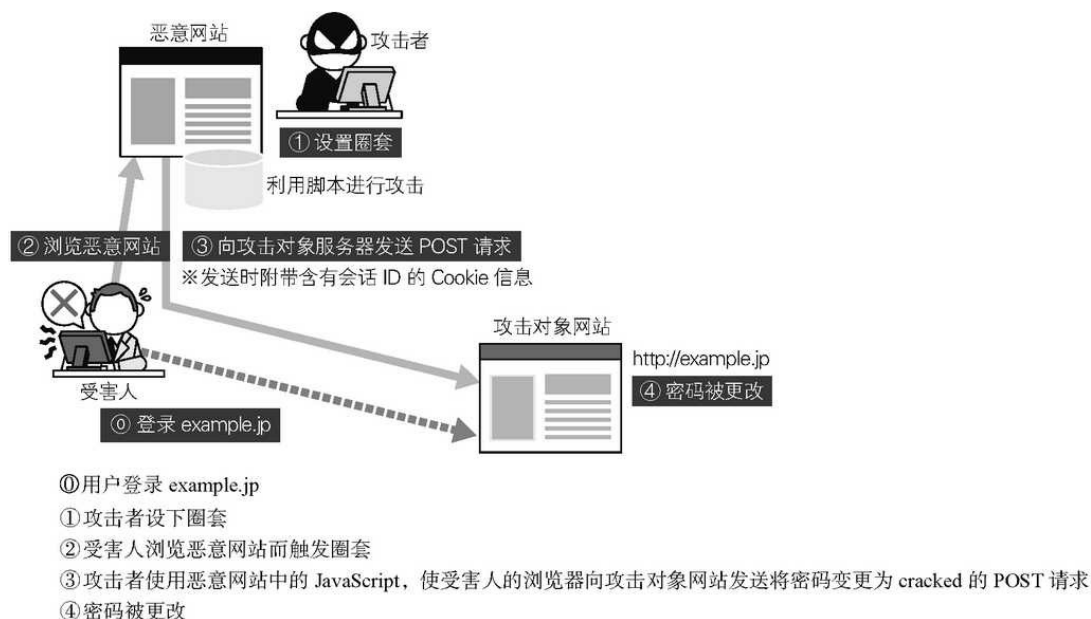 恶意网站
攻击者
① 设置圈套
利用脚本进行攻击
② 浏览恶意网站
③ 向攻击对象服务器发送 POST 请求
※发送时附带含有会话 ID 的 Cookie 信息
攻击对象网站
http://example.jp
④ 密码被更改
受害人
⓪ 登录 example.jp
⓪用户登录 example.jp
①攻击者设下圈套
②受害人浏览恶意网站而触发圈套
③攻击者使用恶意网站中的 JavaScript，使受害人的浏览器向攻击对象网站发送将密码变更为 cracked 的 POST 请求
④密码被更改